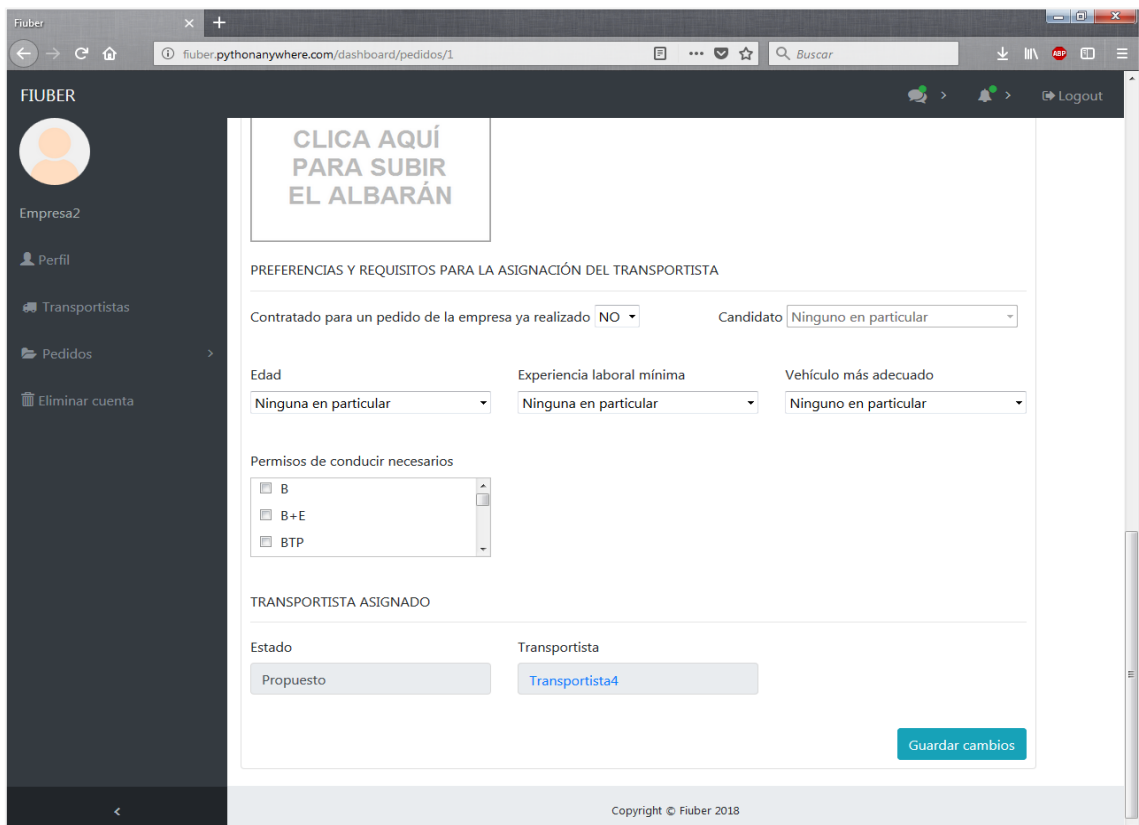 Fiuber
fiuber.pythonanywhere.com/dashboard/pedidos/1
Buscar
ABP
FIUBER
Logout
CLICA AQUÍ
PARA SUBIR
EL ALBARÁN
Empresa2
Perfil
Transportistas
Pedidos
Eliminar cuenta
PREFERENCIAS Y REQUISITOS PARA LA ASIGNACIÓN DEL TRANSPORTISTA
Contratado para un pedido de la empresa ya realizado NO Candidato Ninguno en particular
Edad Experiencia laboral mínima Vehículo más adecuado
Ninguna en particular Ninguna en particular Ninguno en particular
Permisos de conducir necesarios
B
B+E
BTP
TRANSPORTISTA ASIGNADO
Estado Transportista
Propuesto Transportista4
Guardar cambios
Copyright © Fiuber 2018